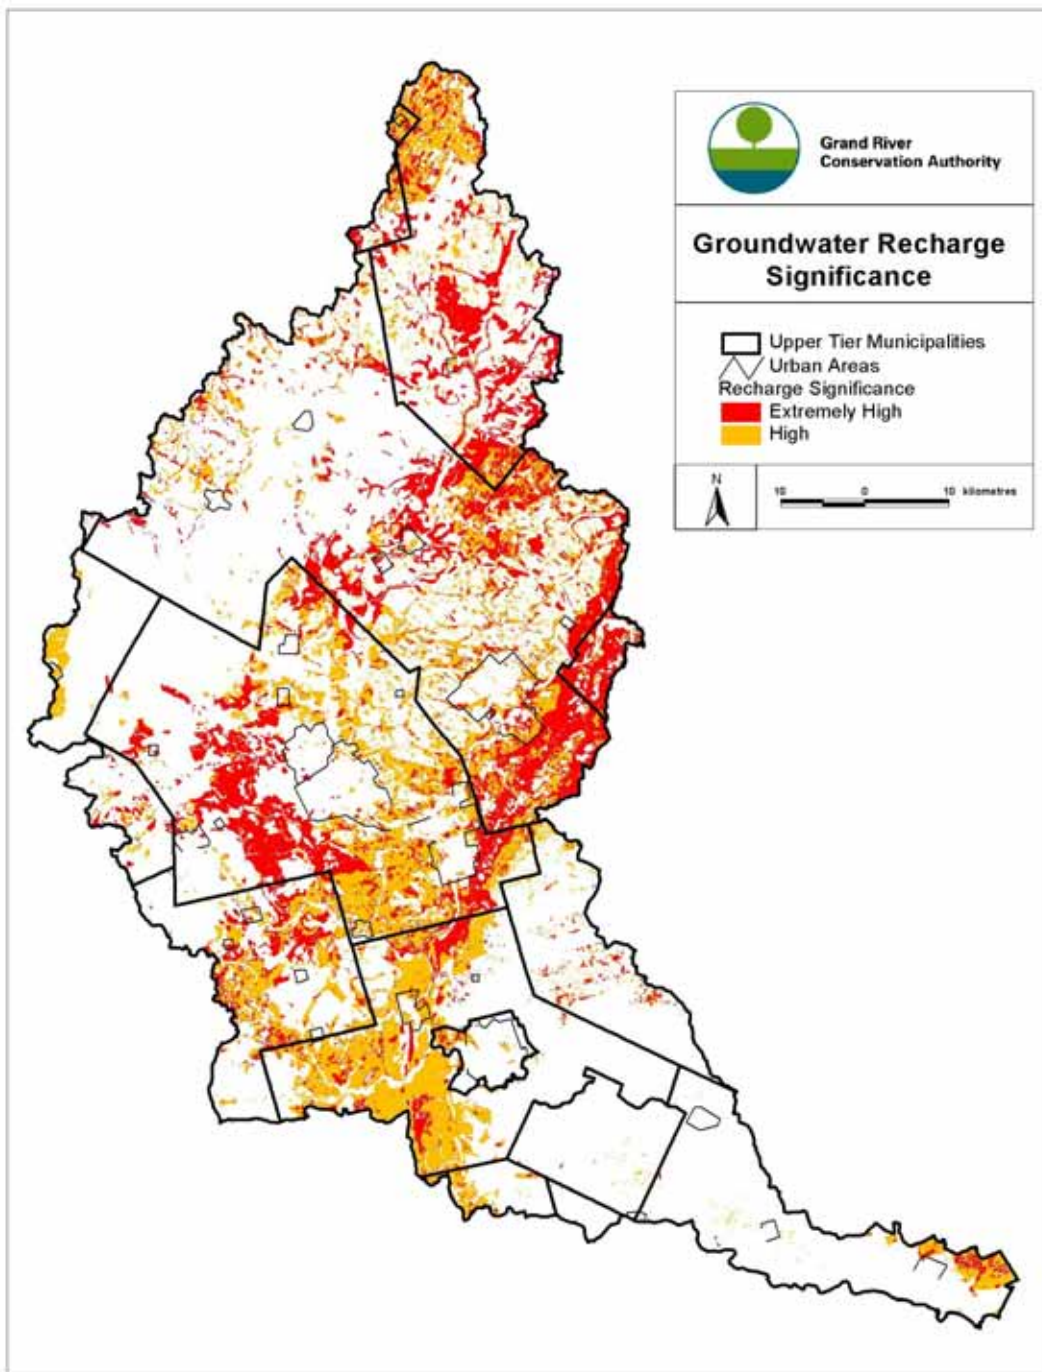 Grand River
Conservation Authority
Groundwater Recharge
Significance
Upper Tier Municipalities
Urban Areas
Recharge Significance
Extremely High
High
N
10 0 10 kilometres